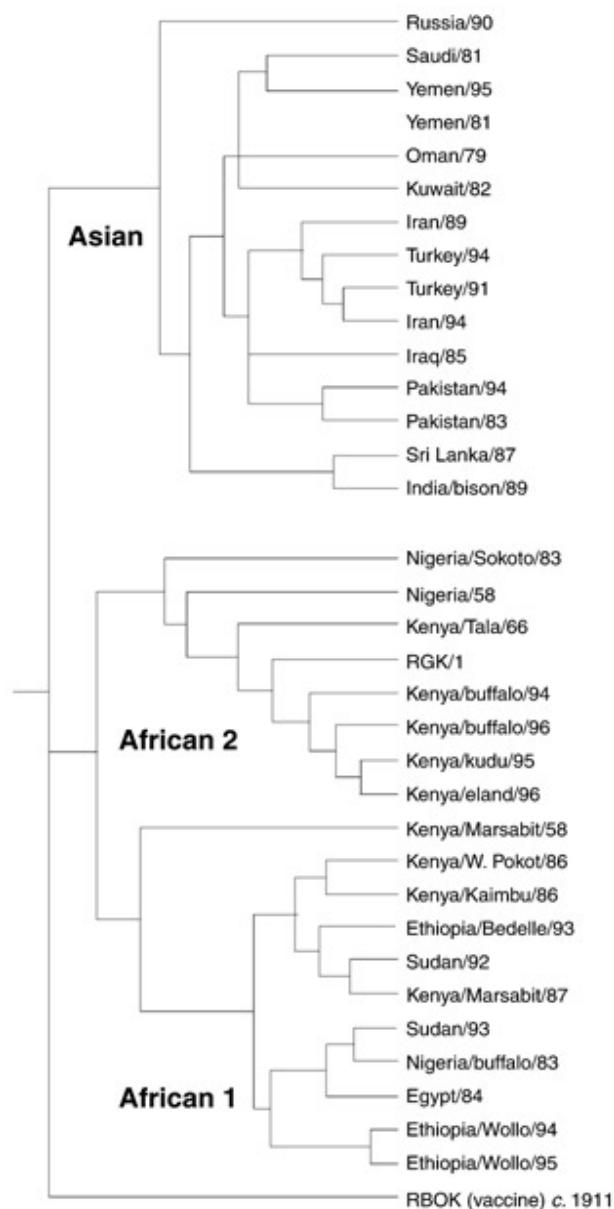 Russia/90
Saudi/81
Yemen/95
Yemen/81
Oman/79
Kuwait/82
Asian
Iran/89
Turkey/94
Turkey/91
Iran/94
Iraq/85
Pakistan/94
Pakistan/83
Sri Lanka/87
India/bison/89
Nigeria/Sokoto/83
Nigeria/58
Kenya/Tala/66
RGK/1
Kenya/buffalo/94
Kenya/buffalo/96
African 2
Kenya/kudu/95
Kenya/eland/96
Kenya/Marsabit/58
Kenya/W. Pokot/86
Kenya/Kaimbu/86
Ethiopia/Bedelle/93
Sudan/92
Kenya/Marsabit/87
Sudan/93
Nigeria/buffalo/83
African 1
Egypt/84
Ethiopia/Wollo/94
Ethiopia/Wollo/95
RBOK (vaccine) c. 1911